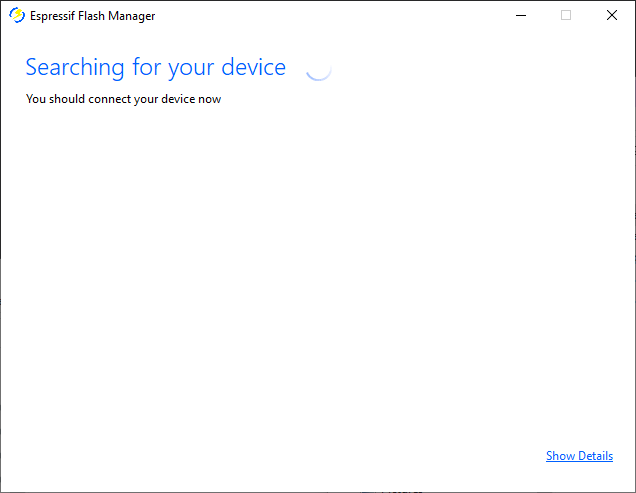 Espressif Flash Manager
Searching for your device
You should connect your device now
Show Details